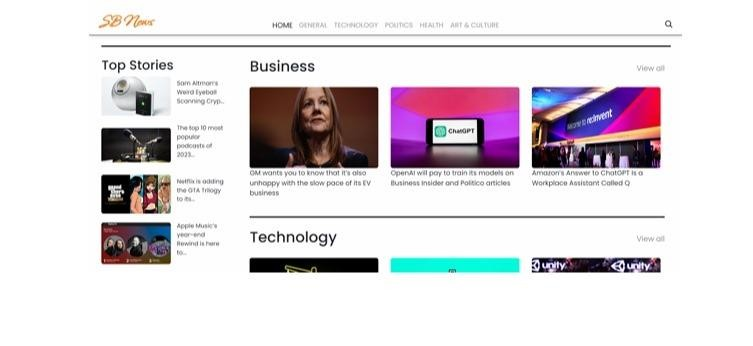 SB News
HOME GENERAL TECHNOLOGY POLITICS HEALTH ART & CULTURE
Top Stories
Sam Altman's
Weird Eyeball
Scanning Cryp...
The top 10 most
popular
podcasts of
2023...
Netflix is adding
the GTA Trilogy
to its...
Apple Music's
year-end
Rewind is here
to...
Business
View all
GM wants you to know that it's also
unhappy with the slow pace of its EV
business
ChatGPT
OpenAI will pay to train its models on
Business Insider and Politico articles
Welcome to re:Invent
Amazon's Answer to ChatGPT Is a
Workplace Assistant Called Q
Technology
View all
unity
unity